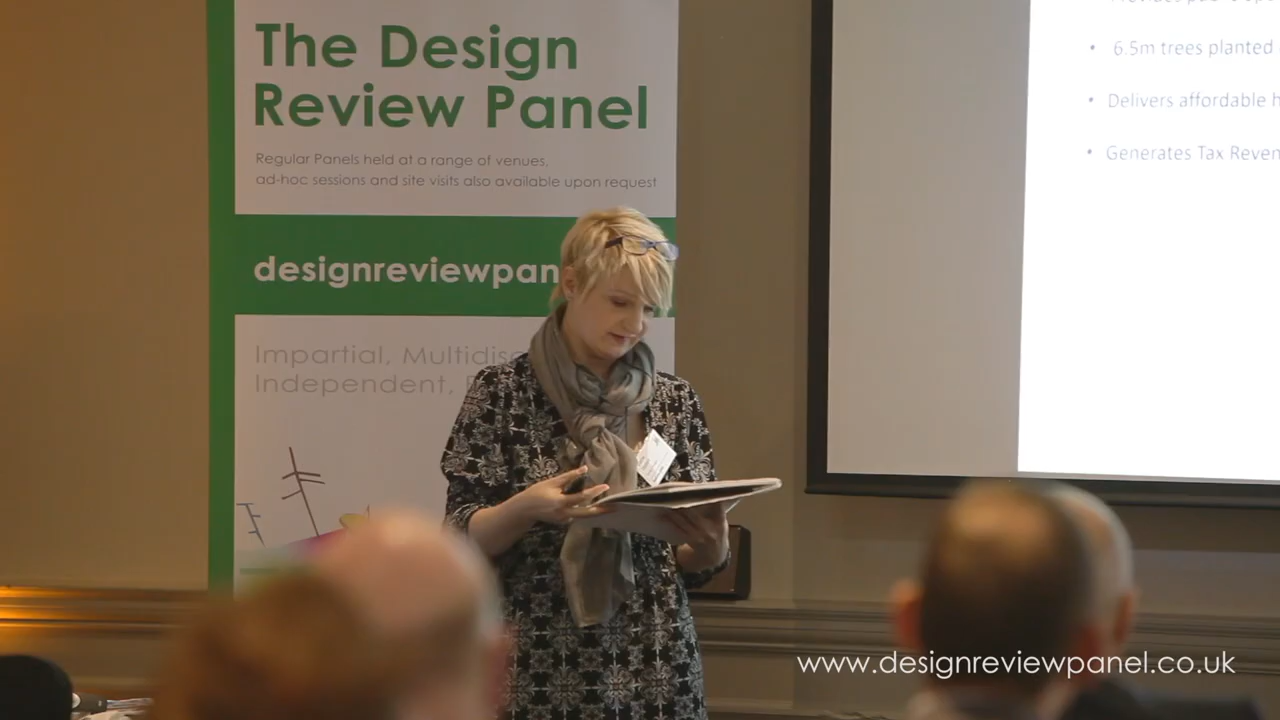 The Design
Review Panel
Regular Panels held at a range of venues,
ad-hoc sessions and site visits also available upon request
designreviewpan
Impartial, Multidisc
Independent,
• 6.5m trees planted
• Delivers affordable h
• Generates Tax Reven
www.designreviewpanel.co.uk